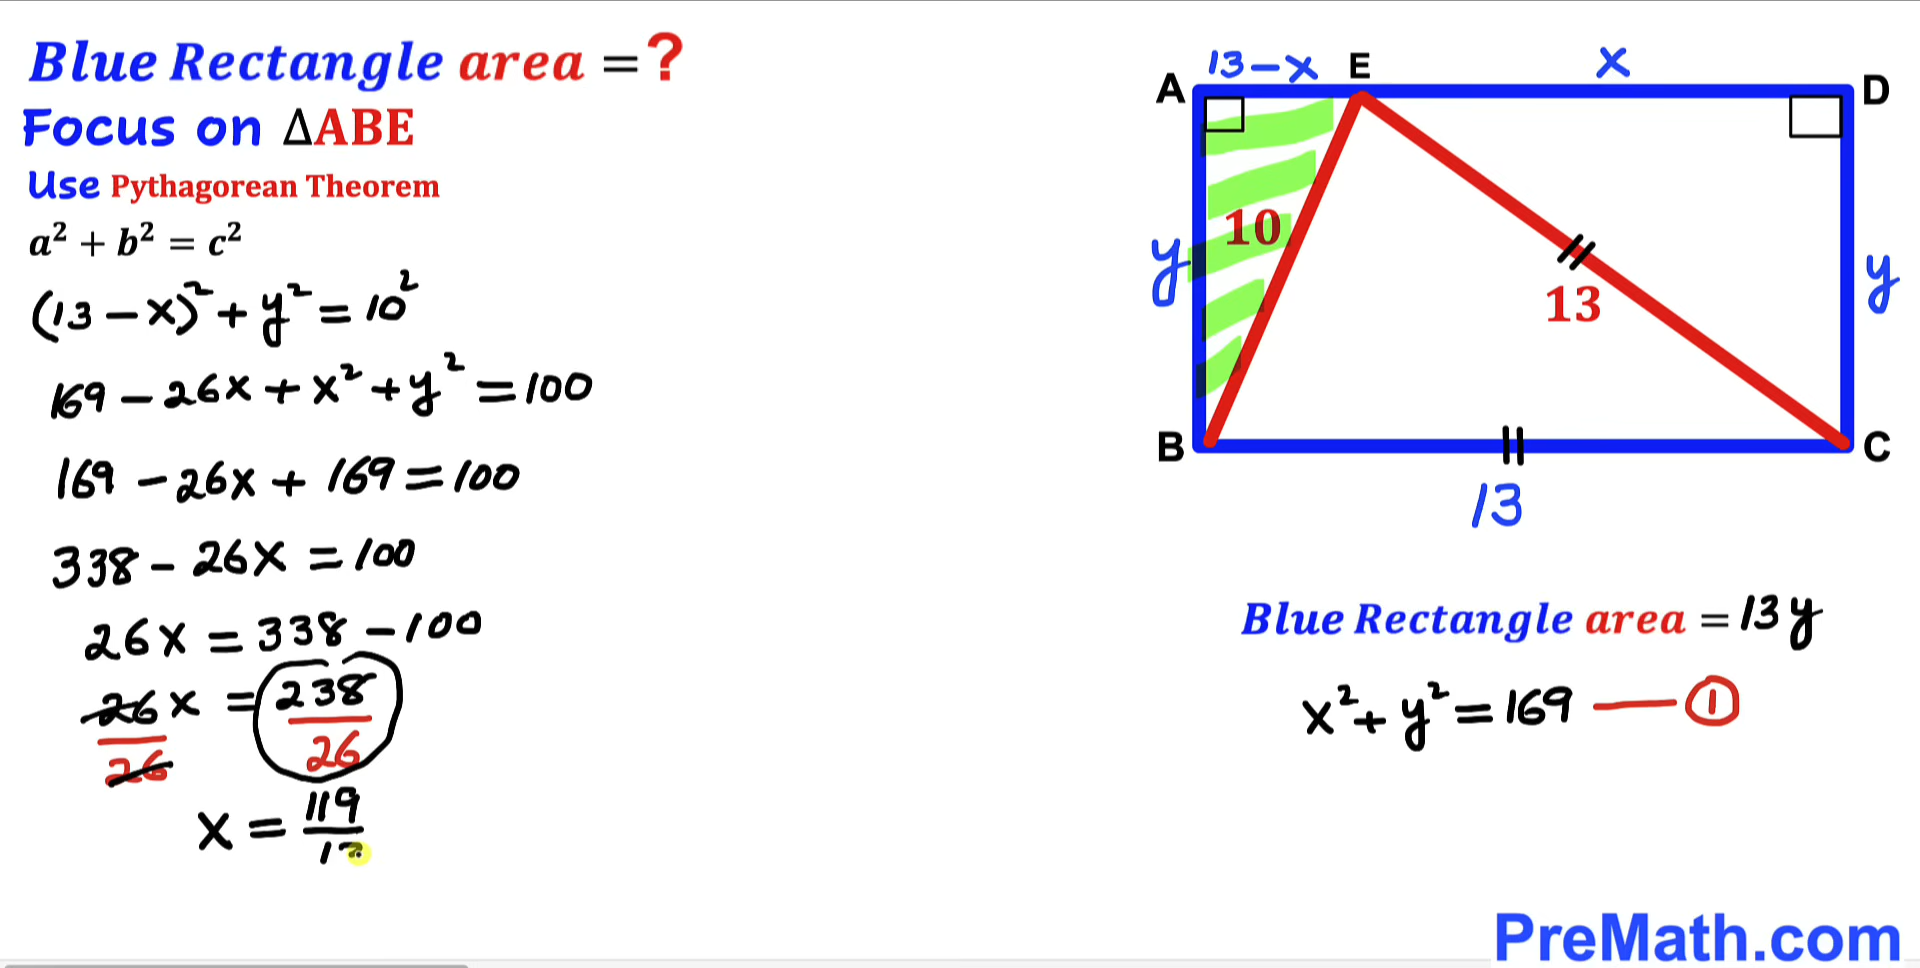 Blue Rectangle area = ?
Focus on ΔABE
Use Pythagorean Theorem
a² + b² = c²
(13 – x)² + y² = 10²
169 – 26x + x² + y² = 100
169 – 26x + 169 = 100
338 – 26x = 100
26x = 338 – 100
26x/26 = 238/26
x = 119/13
13 – x E x
A D
10
y y
13
B C
13
Blue Rectangle area = 13y
x² + y² = 169 — ①
PreMath.com